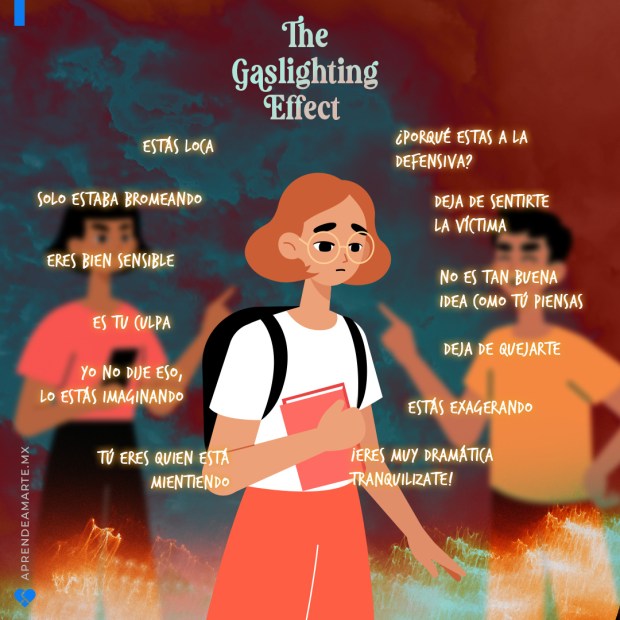 The
Gaslighting
Effect
ESTÁS LOCA
SOLO ESTABA BROMEANDO
ERES BIEN SENSIBLE
ES TU CULPA
YO NO DIJE ESO,
LO ESTÁS IMAGINANDO
TÚ ERES QUIEN ESTÁ
MIENTIENDO
¿PORQUÉ ESTAS A LA
DEFENSIVA?
DEJA DE SENTIRTE
LA VÍCTIMA
NO ES TAN BUENA
IDEA COMO TÚ PIENSAS
DEJA DE QUEJARTE
ESTÁS EXAGERANDO
¡ERES MUY DRAMÁTICA
TRANQUILIZATE!
APRENDEAMARTE.MX